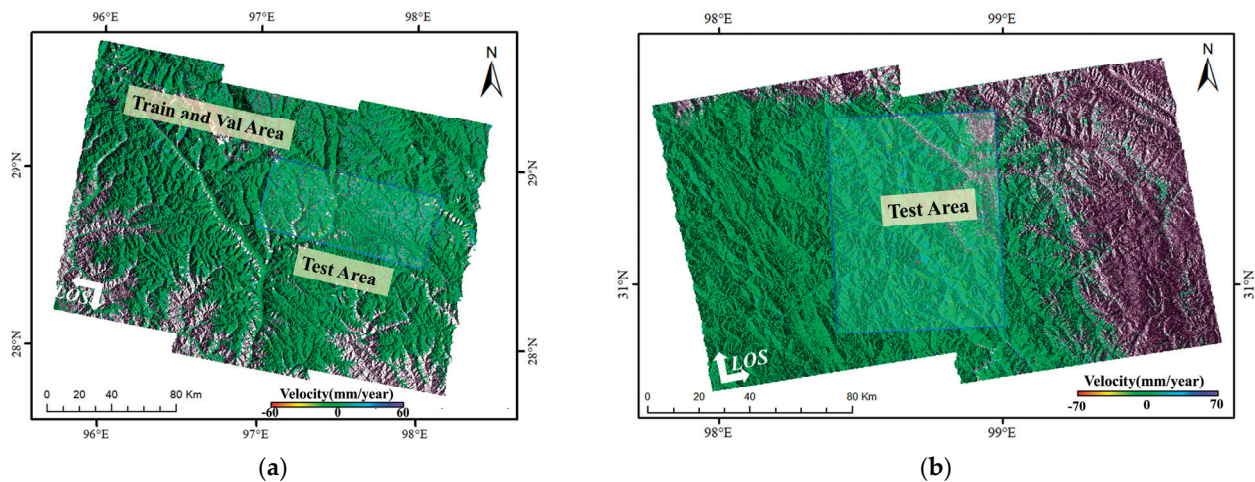 96°E 97°E 98°E
N
Train and Val Area
29°N 29°N
Test Area
LOS
28°N 28°N
0 20 40 80 Km
Velocity(mm/year)
-60 0 60
96°E 97°E 98°E
(a)
98°E 99°E
N
Test Area
31°N 31°N
LOS
0 20 40 80 Km
Velocity(mm/year)
-70 0 70
98°E 99°E
(b)